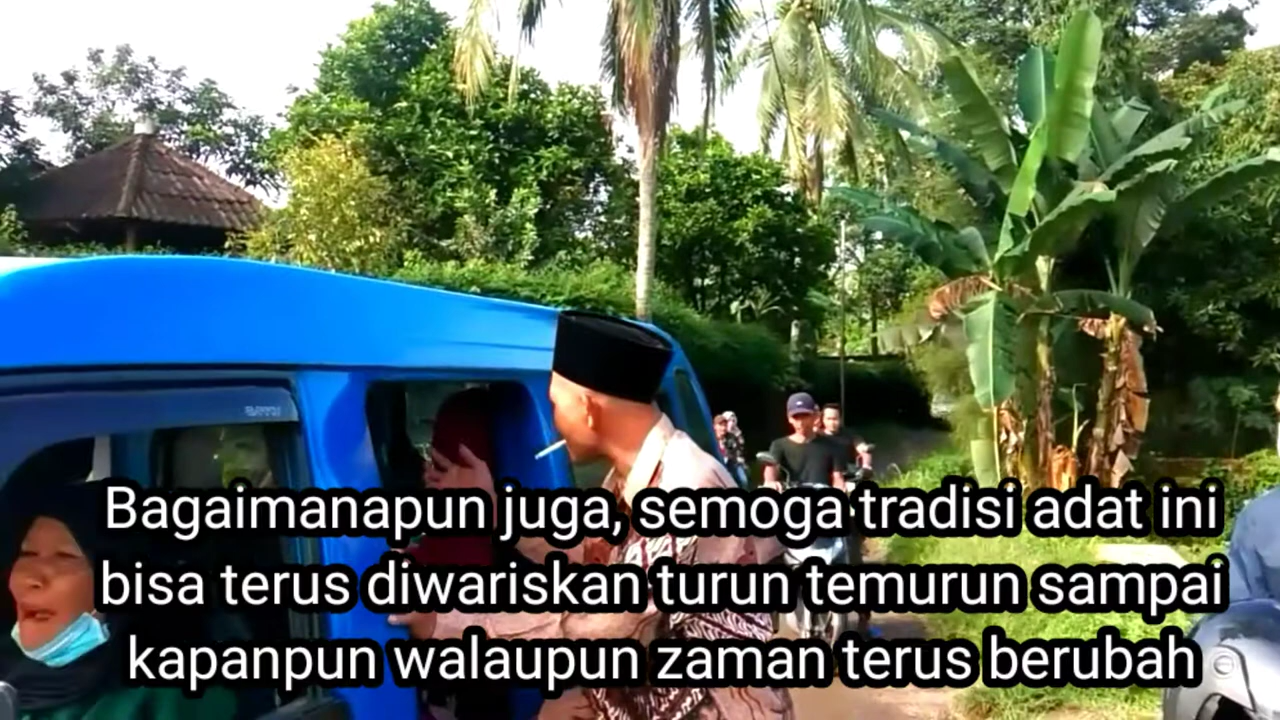 Bagaimanapun juga, semoga tradisi adat ini
bisa terus diwariskan turun temurun sampai
kapanpun walaupun zaman terus berubah